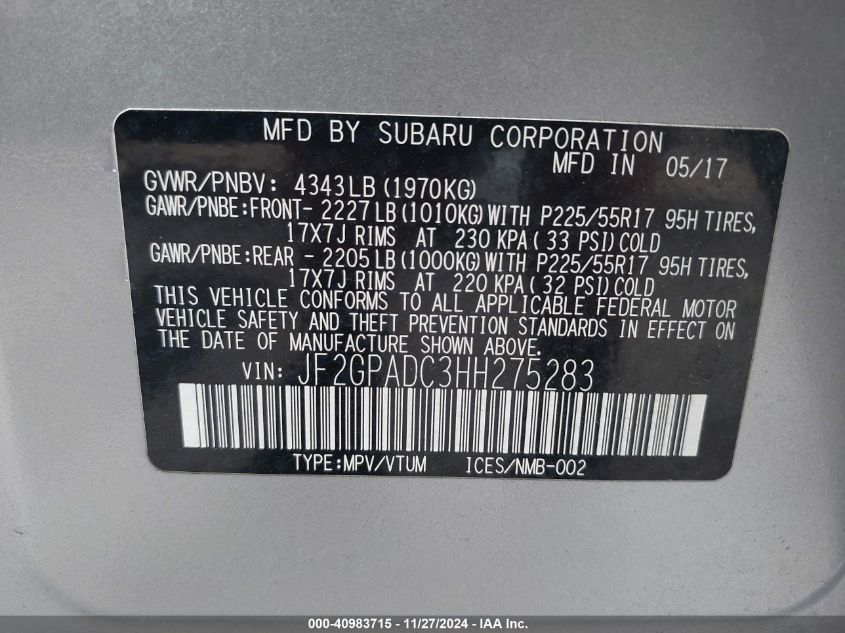 MFD BY SUBARU CORPORATION
MFD IN 05/17
GVWR/PNBV: 4343LB (1970KG)
GAWR/PNBE:FRONT- 2227LB(1010KG)WITH P225/55R17 95H TIRES,
17X7J RIMS AT 230 KPA( 33 PSI)COLD
GAWR/PNBE:REAR - 2205LB(1000KG)WITH P225/55R17 95H TIRES,
17X7J RIMS AT 220 KPA( 32 PSI)COLD
THIS VEHICLE CONFORMS TO ALL APPLICABLE FEDERAL MOTOR
VEHICLE SAFETY AND THEFT PREVENTION STANDARDS IN EFFECT ON
THE DATE OF MANUFACTURE SHOWN ABOVE.
VIN: JF2GPADC3HH275283
TYPE:MPV/VTUM ICES/NMB-002
000-40983715 - 11/27/2024 - IAA Inc.